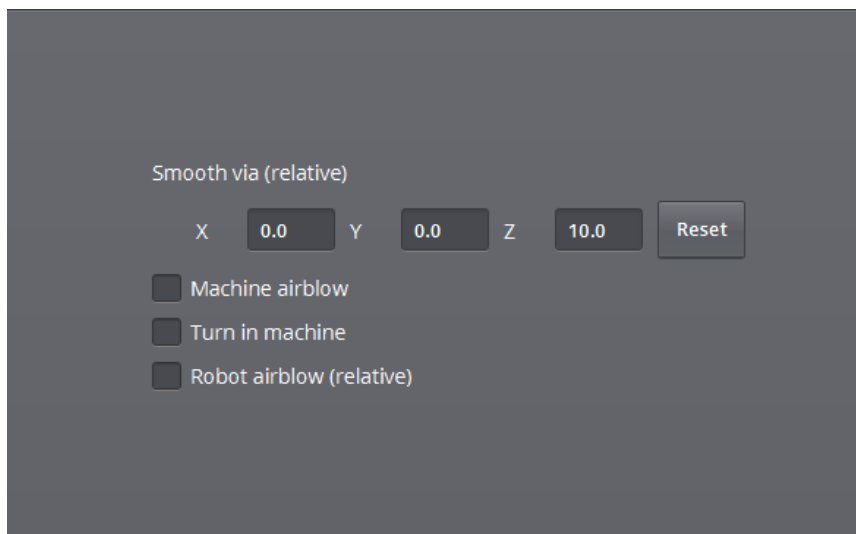 Smooth via (relative)
X 0.0 Y 0.0 Z 10.0 Reset
Machine airblow
Turn in machine
Robot airblow (relative)